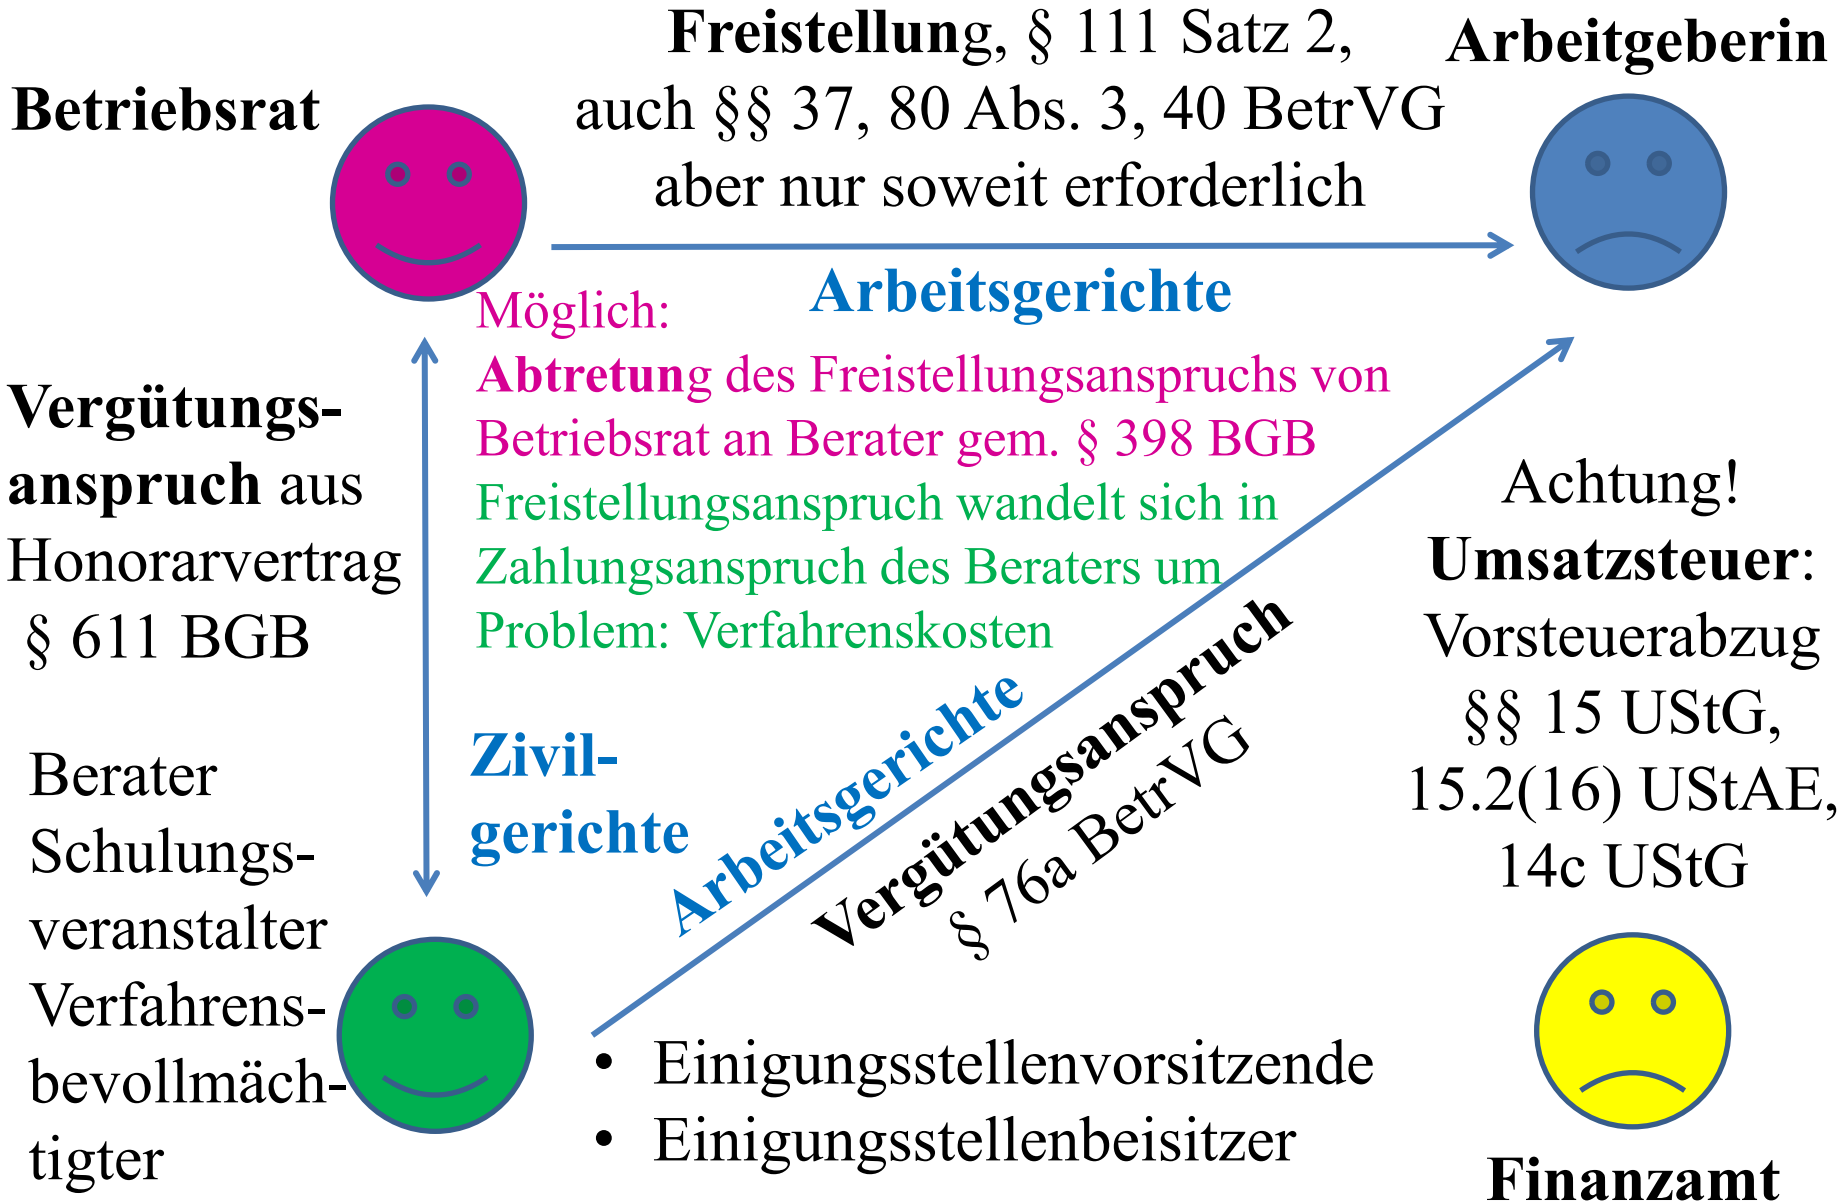 Freistellung, § 111 Satz 2,
auch §§ 37, 80 Abs. 3, 40 BetrVG
aber nur soweit erforderlich
Arbeitgeberin
Betriebsrat
Arbeitsgerichte
Möglich:
Abtretung des Freistellungsanspruchs von
Betriebsrat an Berater gem. § 398 BGB
Freistellungsanspruch wandelt sich in
Zahlungsanspruch des Beraters um
Problem: Verfahrenskosten
Vergütungs-
anspruch aus
Honorarvertrag
§ 611 BGB
Zivil-
gerichte
Arbeitsgerichte
Vergütungsanspruch
§ 76a BetrVG
Achtung!
Umsatzsteuer:
Vorsteuerabzug
§§ 15 UStG,
15.2(16) UStAE,
14c UStG
Berater
Schulungs-
veranstalter
Verfahrens-
bevollmäch-
tigter
• Einigungsstellenvorsitzende
• Einigungsstellenbeisitzer
Finanzamt